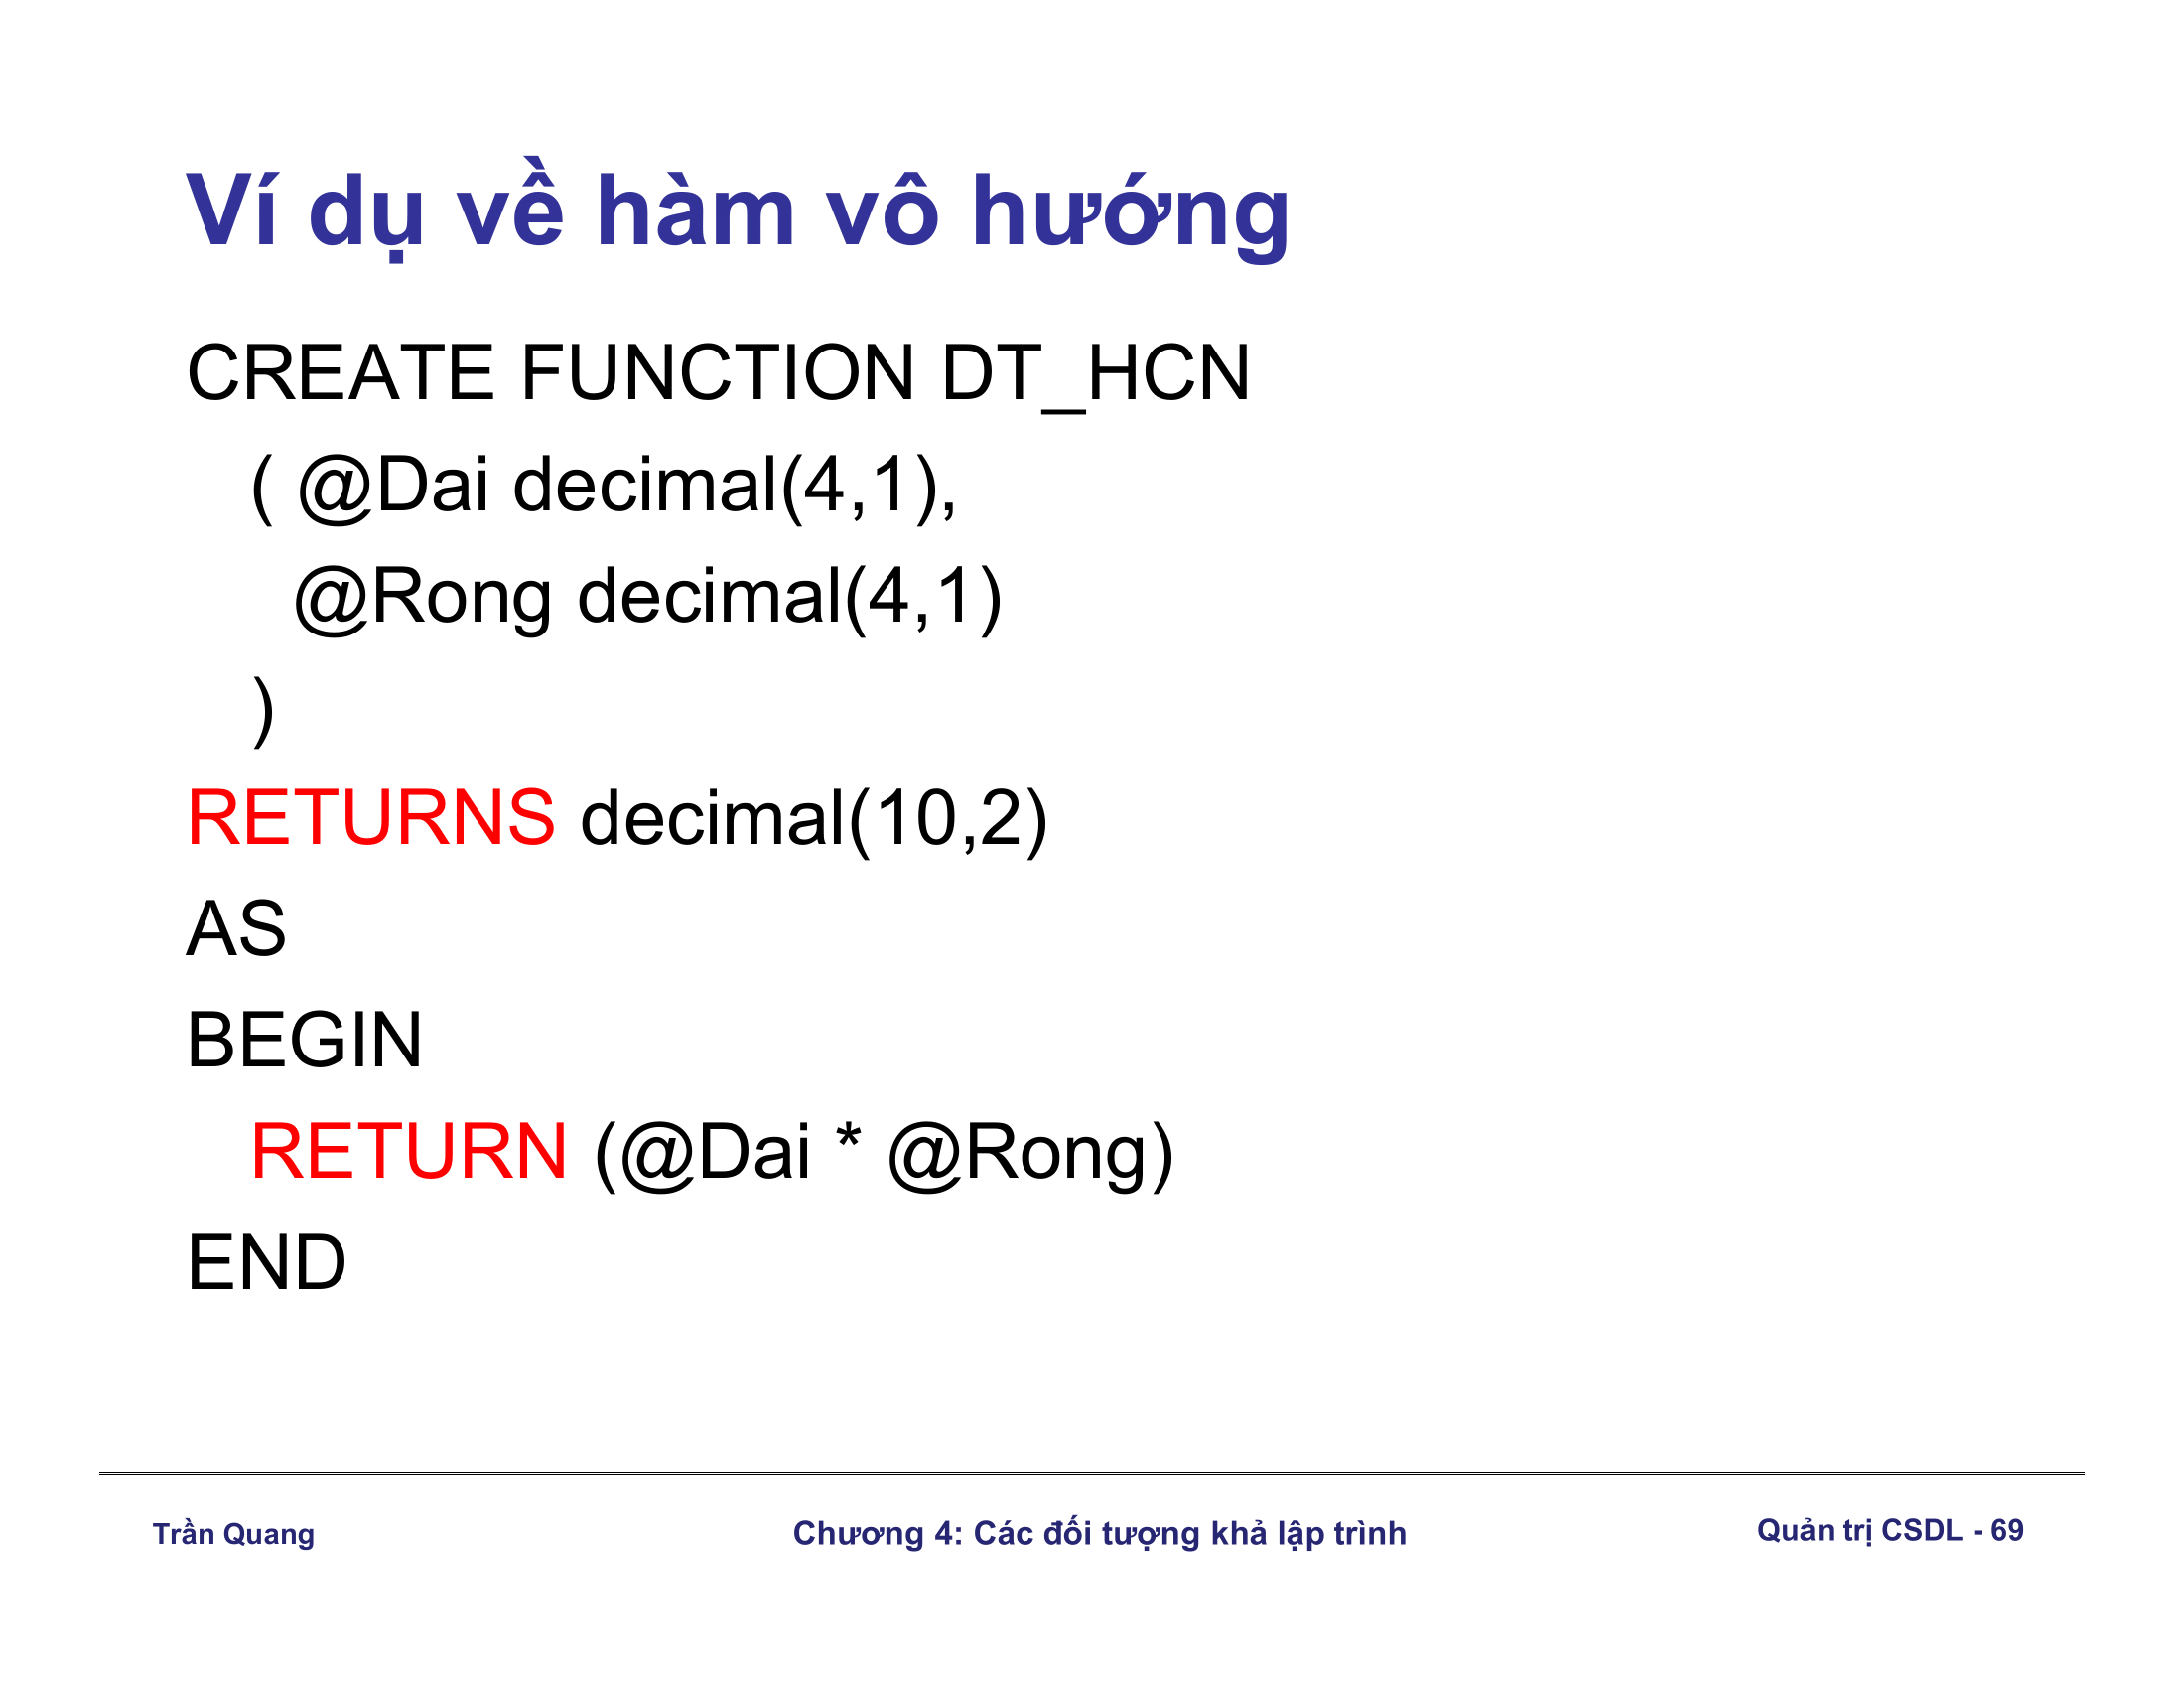 Ví dụ về hàm vô hướng
CREATE FUNCTION DT_HCN
( @Dai decimal(4,1),
@Rong decimal(4,1)
)
RETURNS decimal(10,2)
AS
BEGIN
RETURN (@Dai * @Rong)
END
Trần Quang
Chương 4: Các đối tượng khả lập trình
Quản trị CSDL - 69